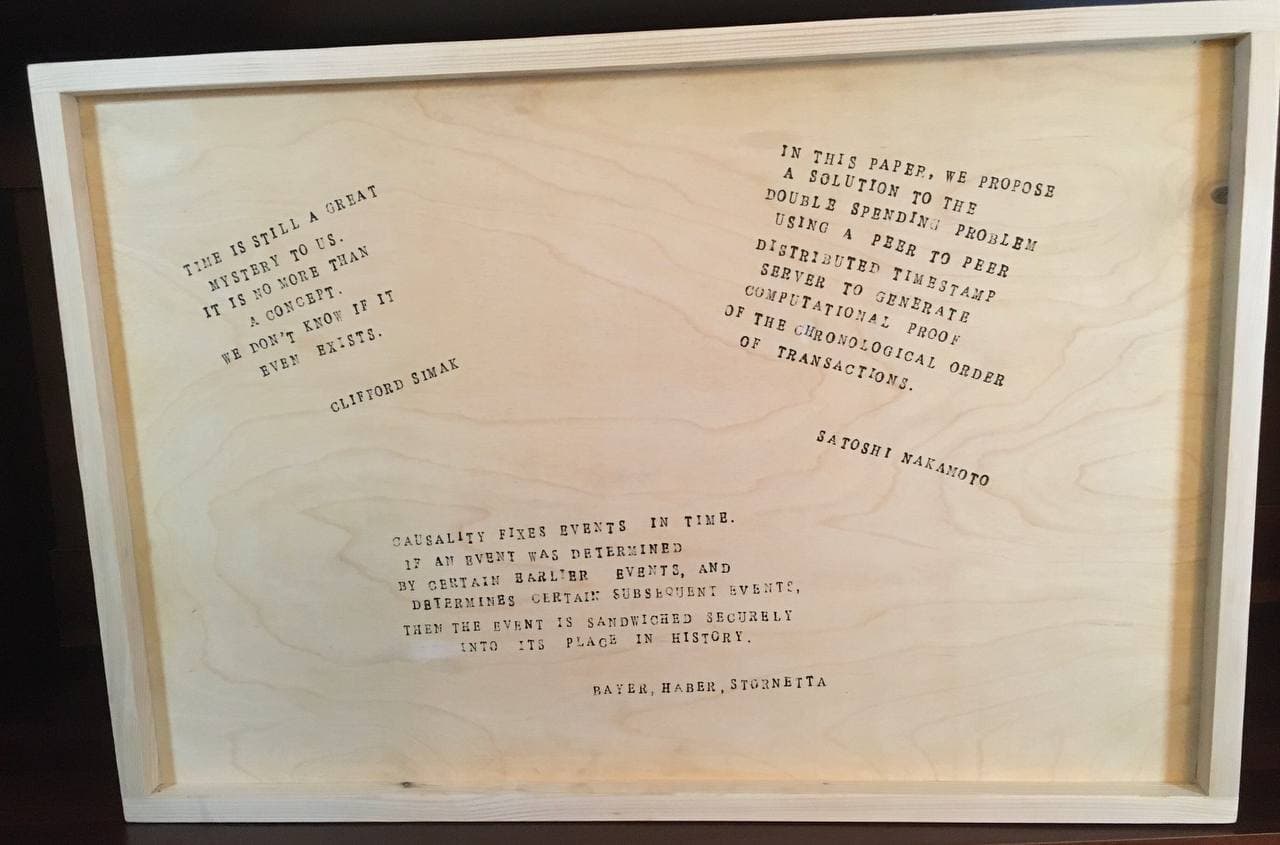 TIME IS STILL A GREAT
MYSTERY TO US.
IT IS NO MORE THAN
A CONCEPT.
WE DON'T KNOW IF IT
EVEN EXISTS.
CLIFFORD SIMAK
IN THIS PAPER, WE PROPOSE
A SOLUTION TO THE
DOUBLE SPENDING PROBLEM
USING A PEER TO PEER
DISTRIBUTED TIMESTAMP
SERVER TO GENERATE
COMPUTATIONAL PROOF
OF THE CHRONOLOGICAL ORDER
OF TRANSACTIONS.
SATOSHI NAKAMOTO
CAUSALITY FIXES EVENTS IN TIME.
IF AN EVENT WAS DETERMINED
BY CERTAIN EARLIER EVENTS, AND
DETERMINES CERTAIN SUBSEQUENT EVENTS,
THEN THE EVENT IS SANDWICHED SECURELY
INTO ITS PLACE IN HISTORY.
BAYER, HABER, STORNETTA